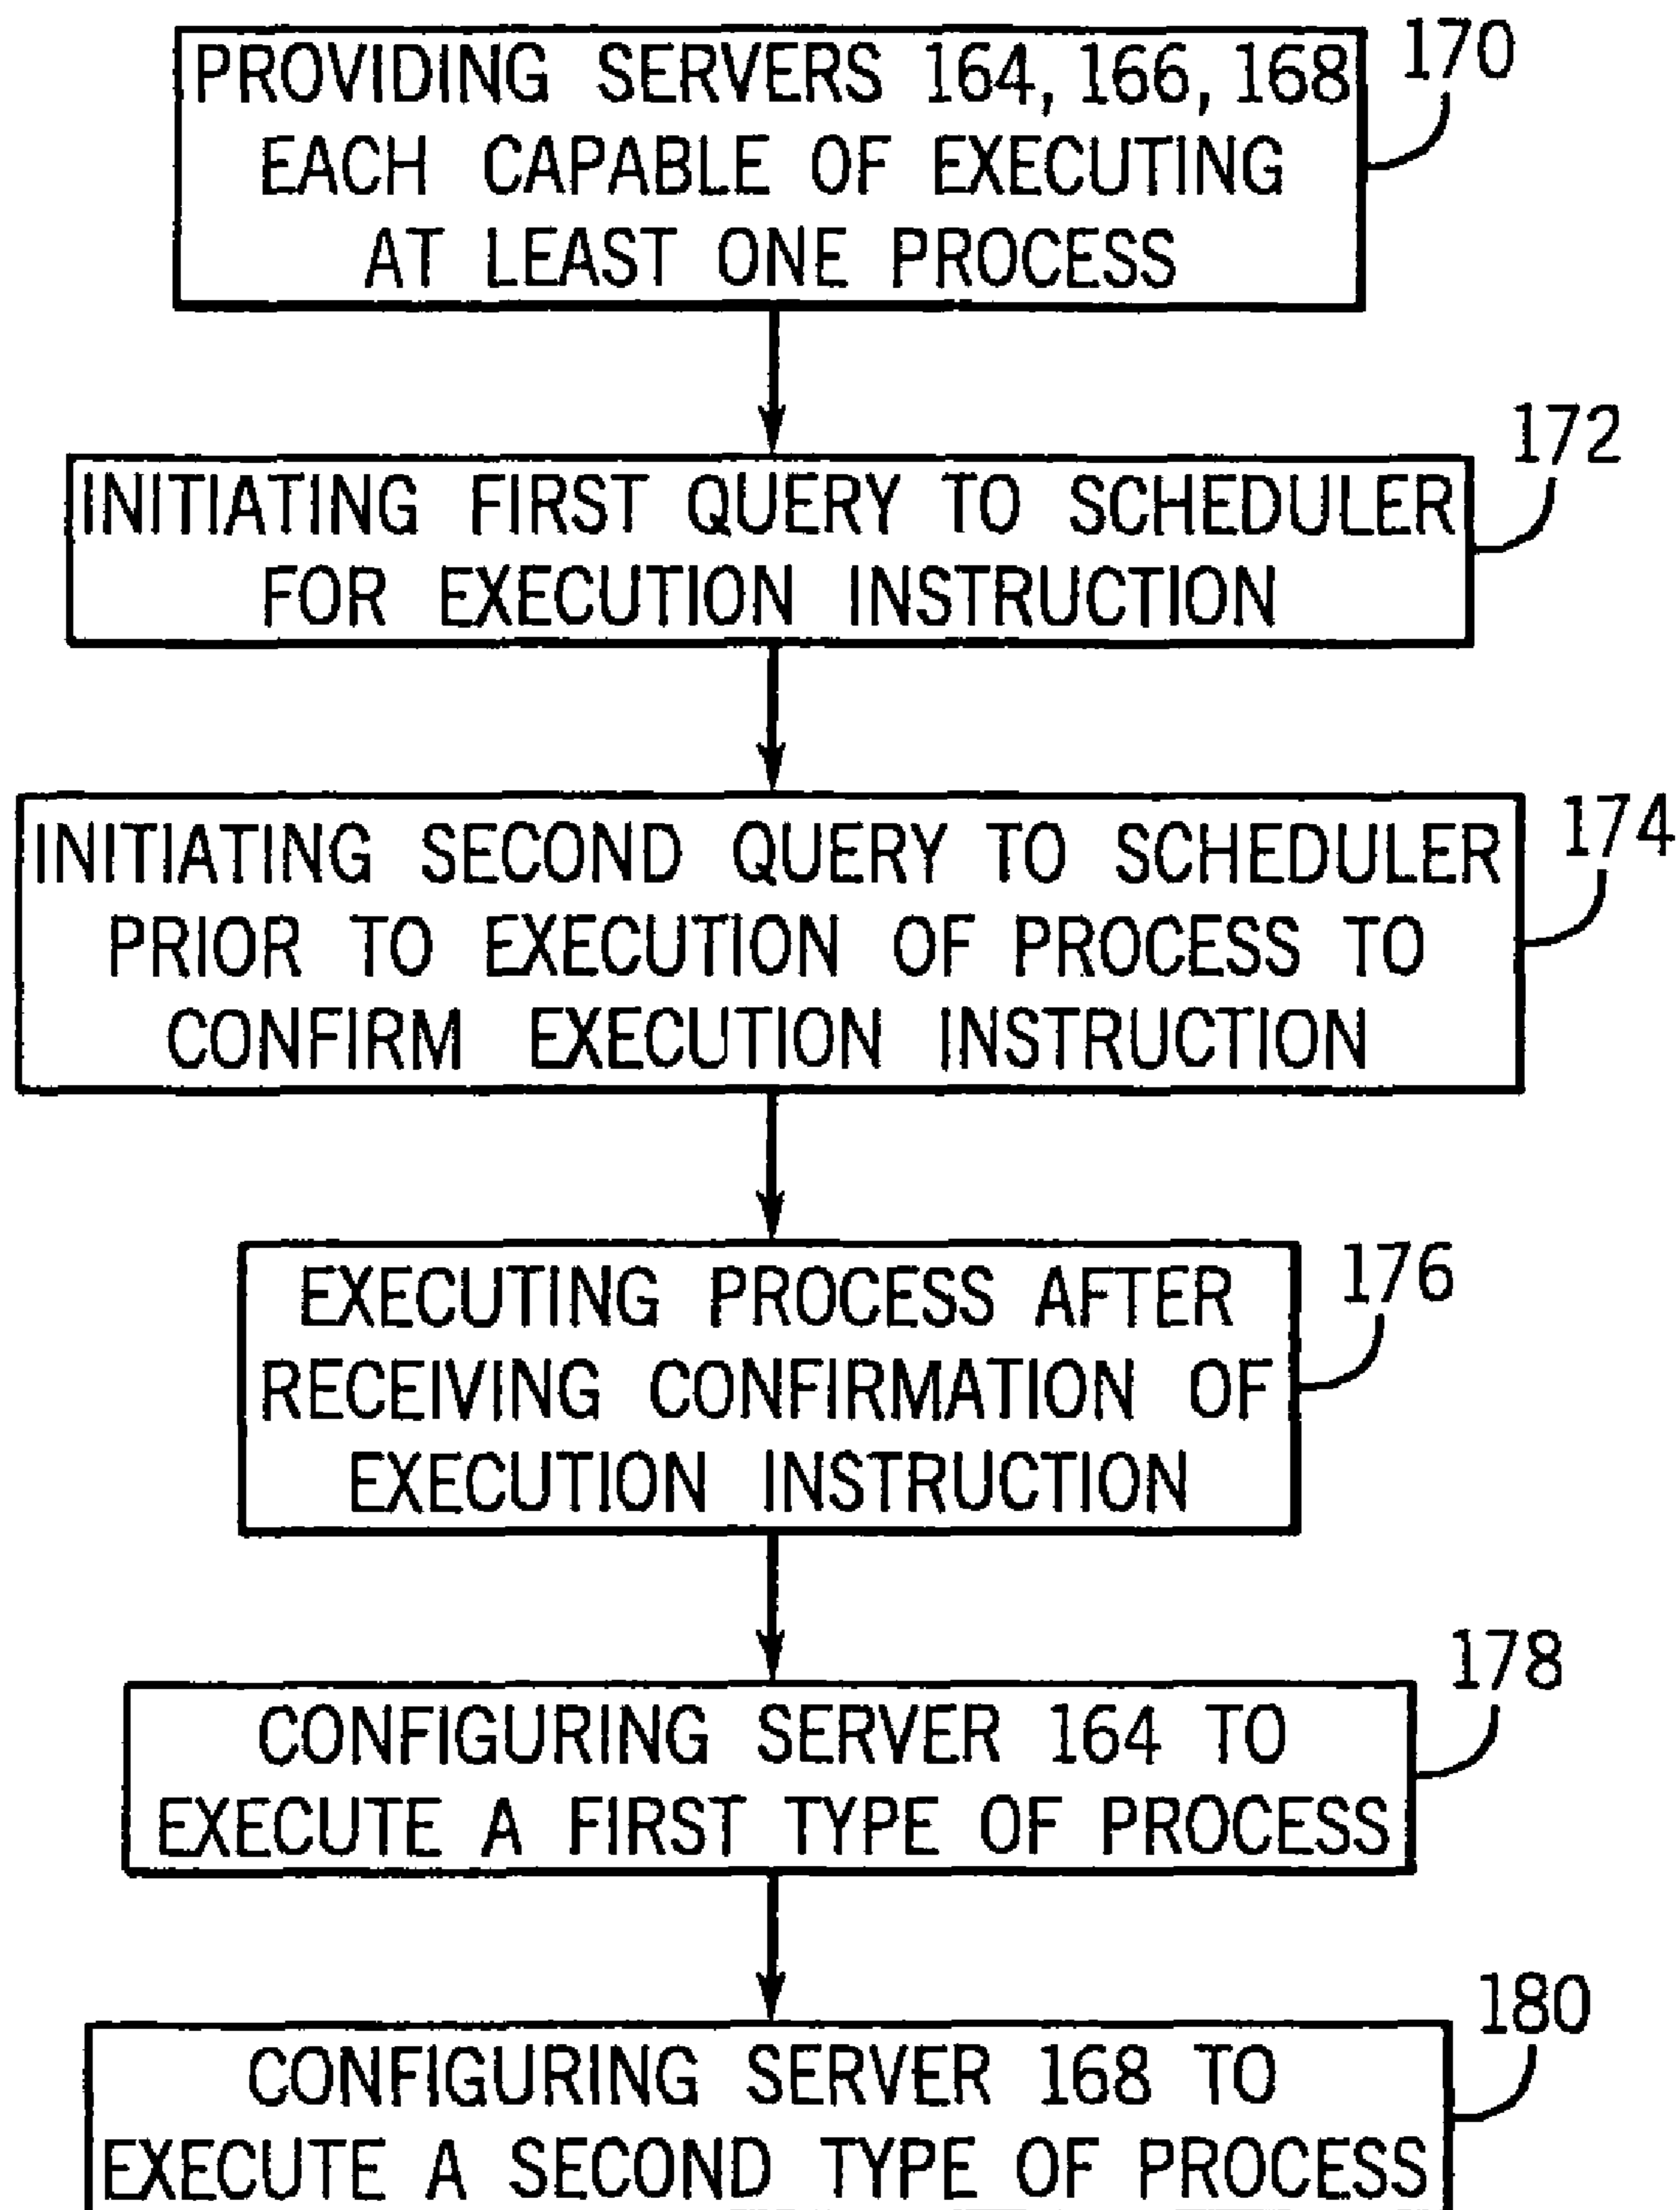 PROVIDING SERVERS 164, 166, 168
EACH CAPABLE OF EXECUTING
AT LEAST ONE PROCESS
170
INITIATING FIRST QUERY TO SCHEDULER
FOR EXECUTION INSTRUCTION
172
INITIATING SECOND QUERY TO SCHEDULER
PRIOR TO EXECUTION OF PROCESS TO
CONFIRM EXECUTION INSTRUCTION
174
EXECUTING PROCESS AFTER
RECEIVING CONFIRMATION OF
EXECUTION INSTRUCTION
176
CONFIGURING SERVER 164 TO
EXECUTE A FIRST TYPE OF PROCESS
178
CONFIGURING SERVER 168 TO
EXECUTE A SECOND TYPE OF PROCESS
180